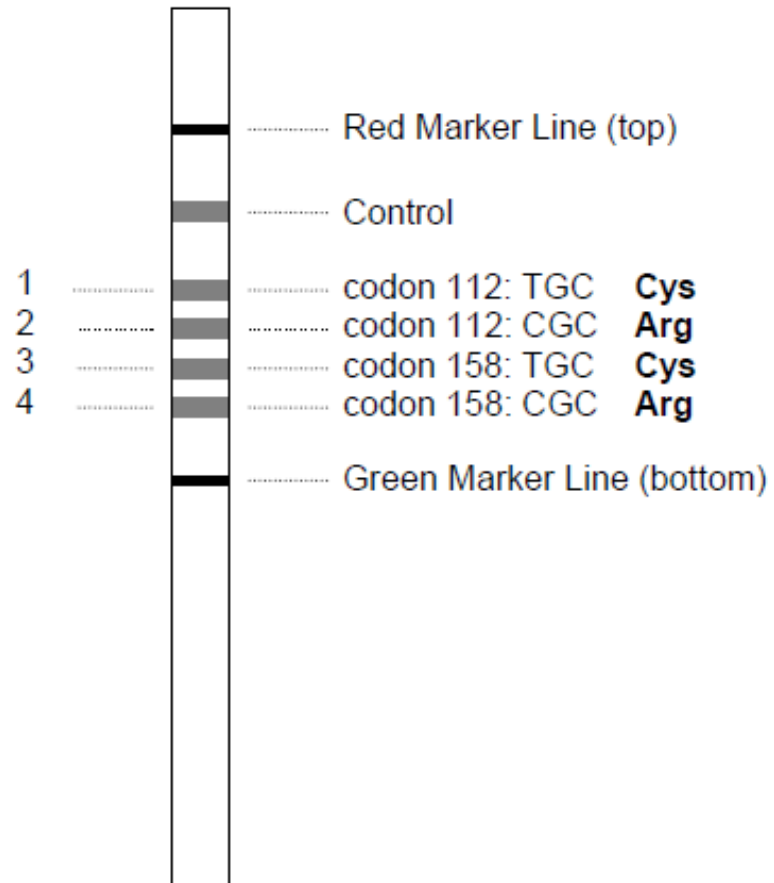 Red Marker Line (top)
Control
1 codon 112: TGC Cys
2 codon 112: CGC Arg
3 codon 158: TGC Cys
4 codon 158: CGC Arg
Green Marker Line (bottom)